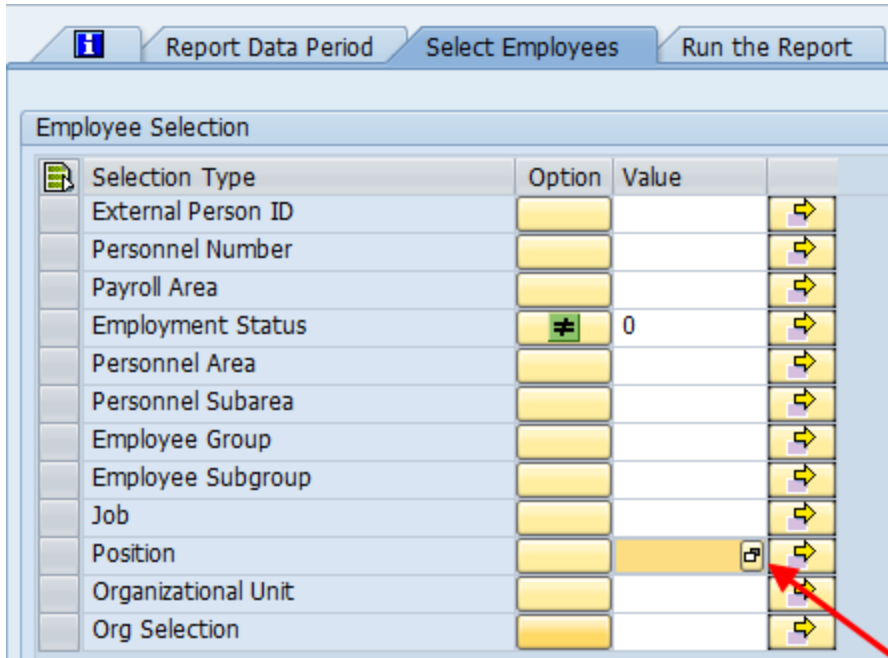 Report Data Period Select Employees Run the Report
Employee Selection
Selection Type Option Value
External Person ID
Personnel Number
Payroll Area
Employment Status ≠ 0
Personnel Area
Personnel Subarea
Employee Group
Employee Subgroup
Job
Position
Organizational Unit
Org Selection